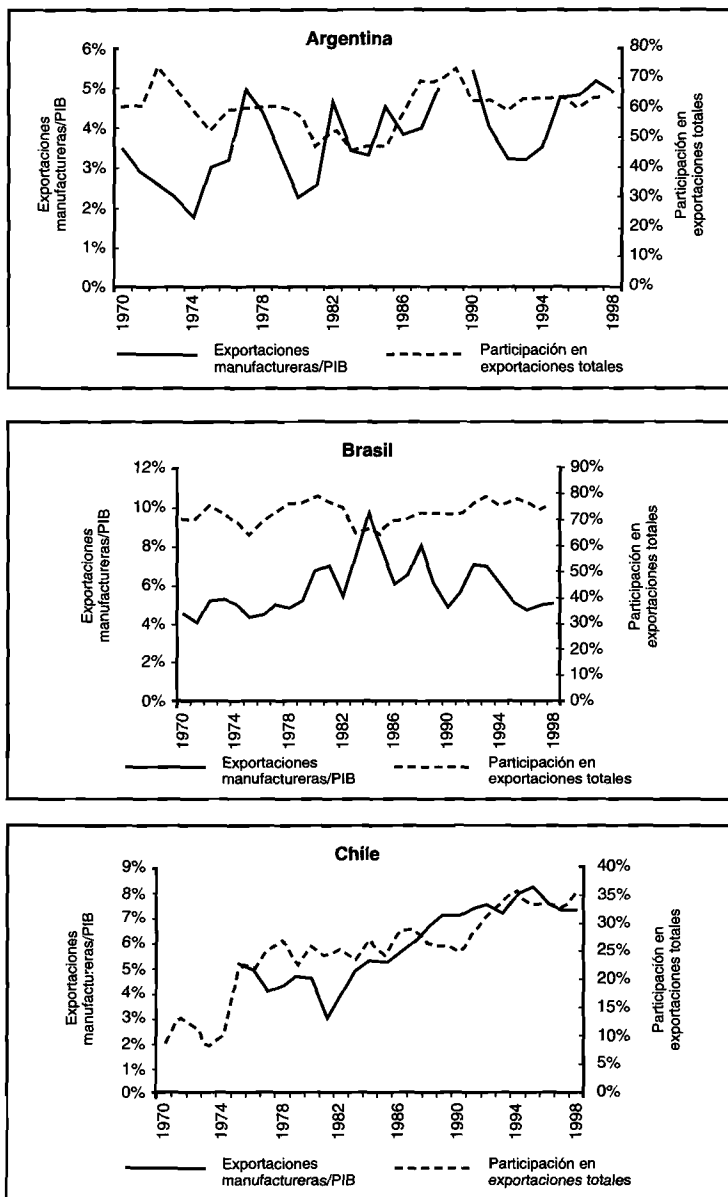 Argentina
Exportaciones
manufactureras/PIB
6%
5%
4%
3%
2%
1%
0%
80%
70%
60%
50%
40%
30%
20%
10%
0%
Participación en
exportaciones totales
1970
1974
1978
1982
1986
1990
1994
1998
Exportaciones
manufactureras/PIB
Participación en
exportaciones totales
Brasil
Exportaciones
manufactureras/PIB
12%
10%
8%
6%
4%
2%
0%
90%
80%
70%
60%
50%
40%
30%
20%
10%
0%
Participación en
exportaciones totales
1970
1974
1978
1982
1986
1990
1994
1998
Exportaciones
manufactureras/PIB
Participación en
exportaciones totales
Chile
Exportaciones
manufactureras/PIB
9%
8%
7%
6%
5%
4%
3%
2%
1%
0%
40%
35%
30%
25%
20%
15%
10%
5%
0%
Participación en
exportaciones totales
1970
1974
1978
1982
1986
1990
1994
1998
Exportaciones
manufactureras/PIB
Participación en
exportaciones totales